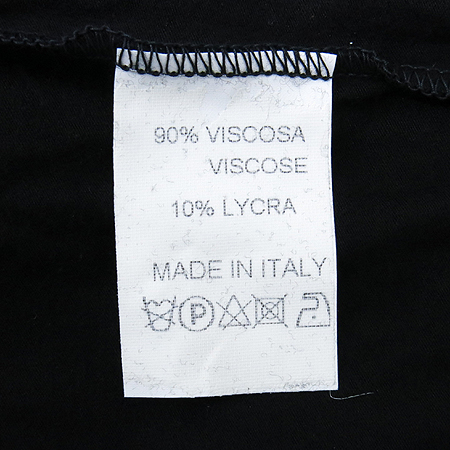 90% VISCOSA
VISCOSE
10% LYCRA
MADE IN ITALY
P